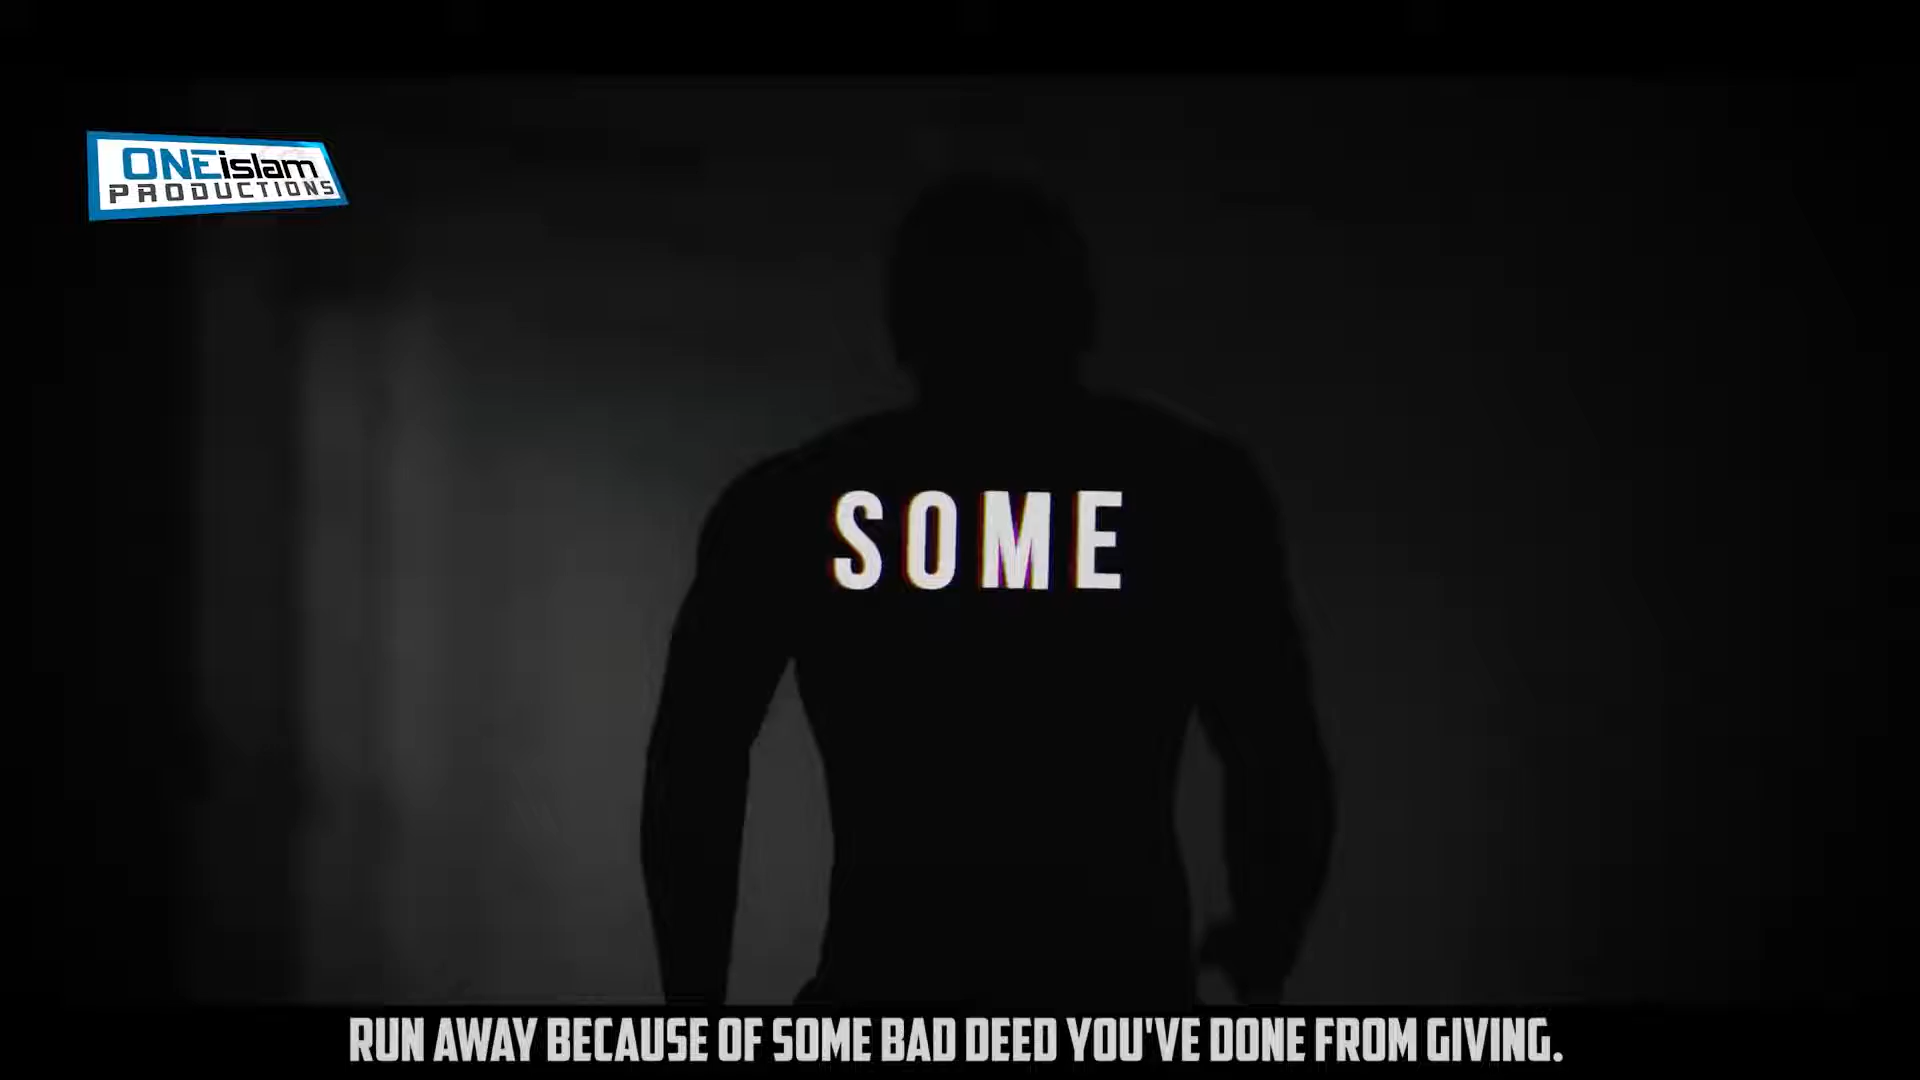 ONEislam
PRODUCTIONS
SOME
RUN AWAY BECAUSE OF SOME BAD DEED YOU'VE DONE FROM GIVING.